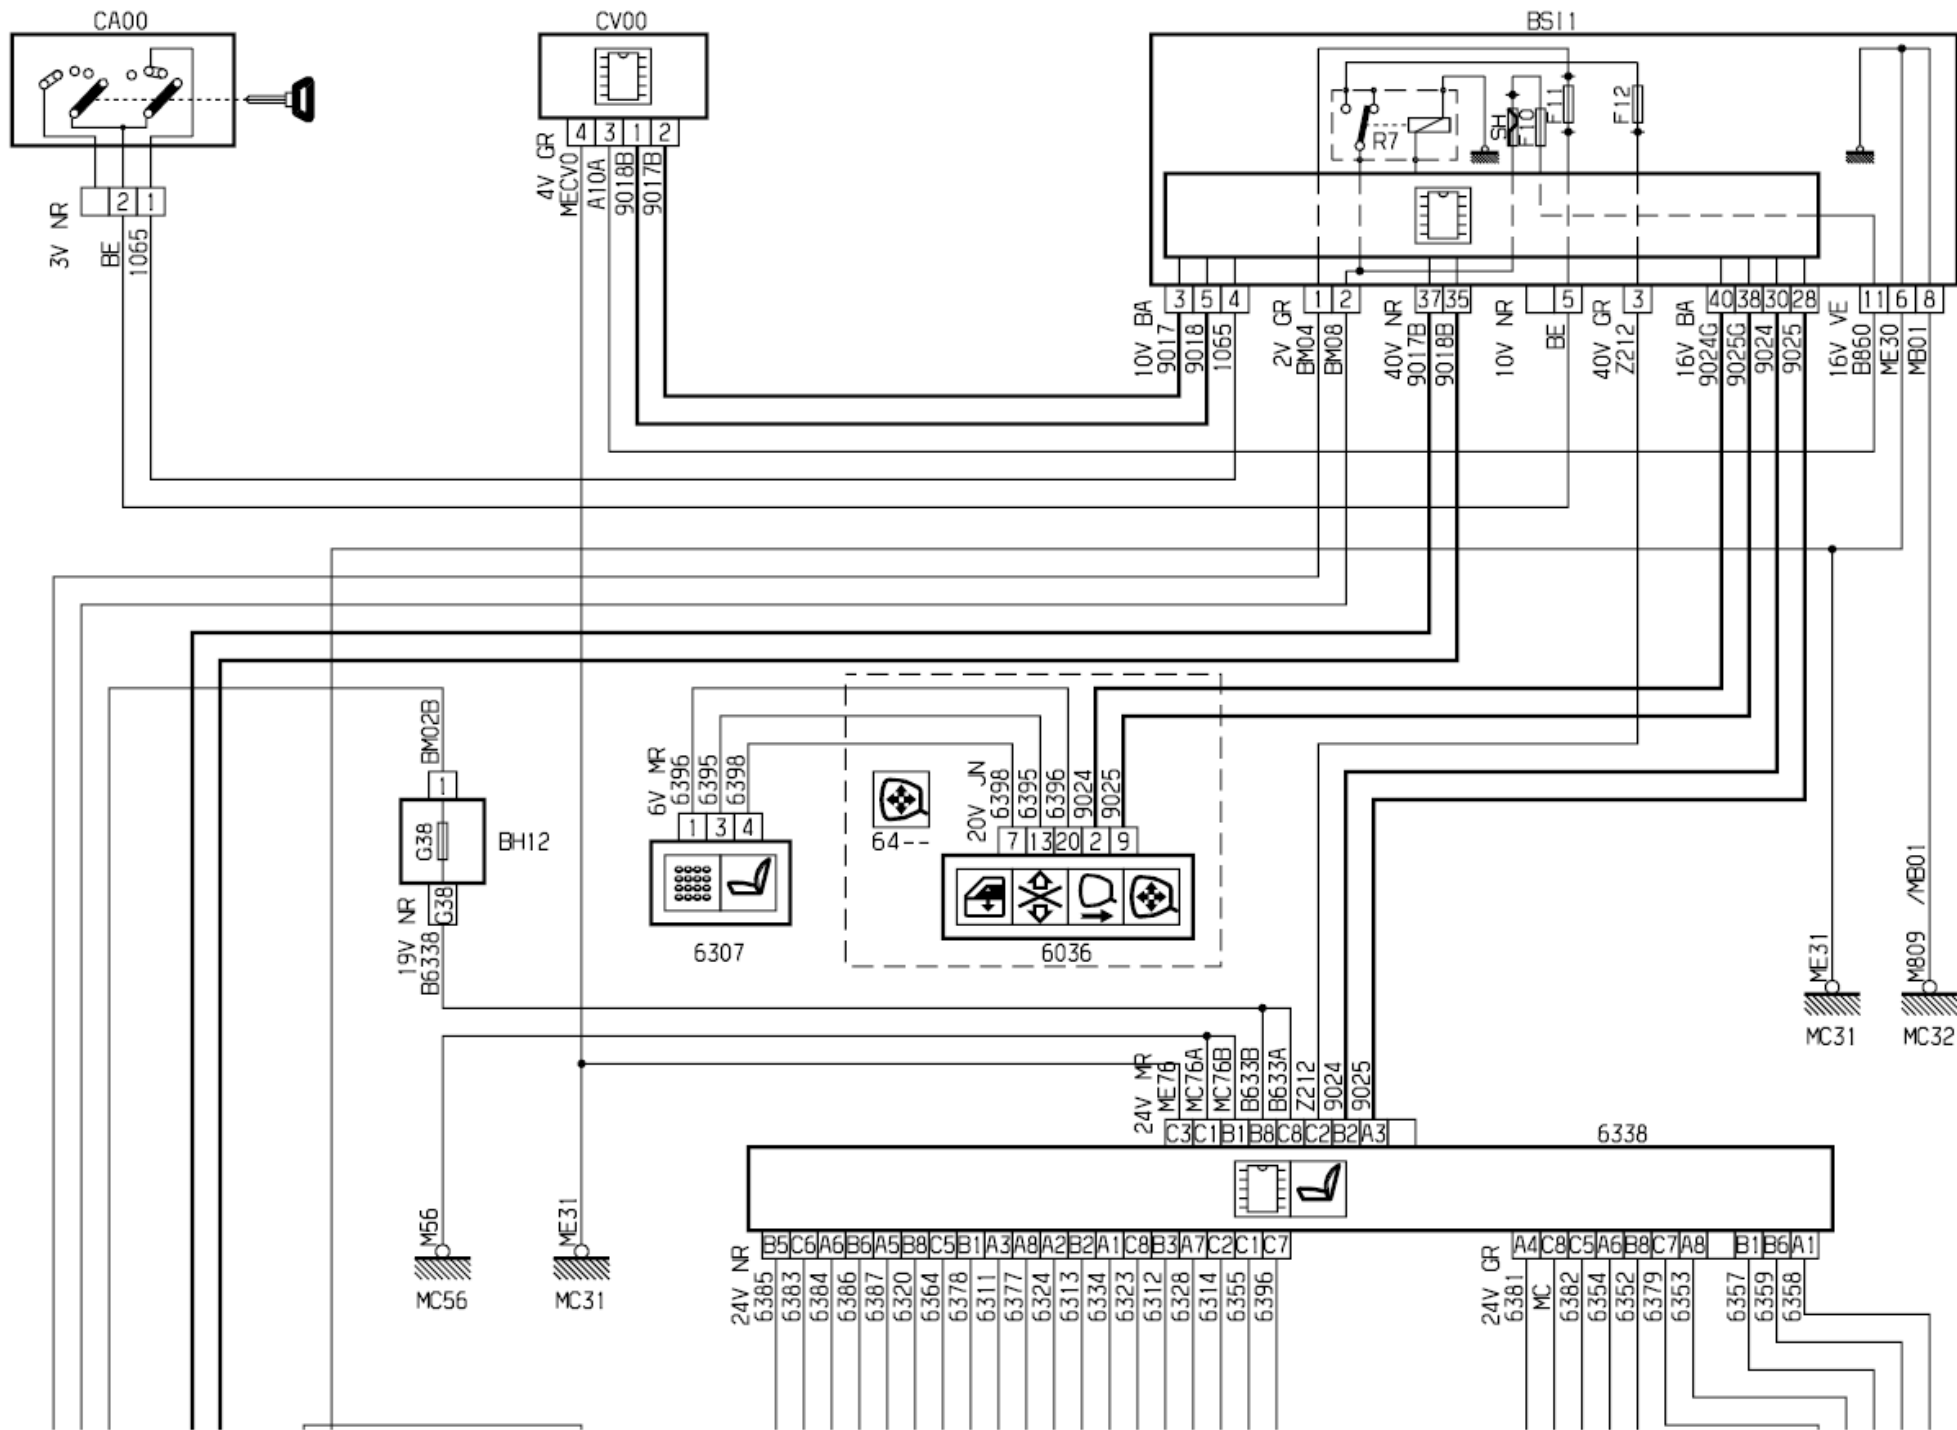 CA00
CV00
BSI1
R7
SH
F10
F11
F12
4 3 1 2
4V GR
MECV0
A10A
9018B
9017B
2 1
3V NR
BE
1065
3 5 4
1 2
37 35
5
3
40 38 30 28
11 6 8
10V BA
9017
9018
1065
2V GR
BM04
BM08
40V NR
9017B
9018B
10V NR
BE
40V GR
Z212
16V BA
9024G
9025G
9024
9025
16V VE
B860
ME30
MB01
BM02B
1
G38
BH12
G38
19V NR
B6338
6V MR
6396
6395
6398
1 3 4
6307
64--
20V JN
6398
6395
6396
9024
9025
7 13 20 2 9
6036
ME31
M809 /MB01
MC31
MC32
24V MR
ME76
MC76A
MC76B
B633B
B633A
Z212
9024
9025
C3 C1 B1 B8 C8 C2 B2 A3
6338
M56
ME31
MC56
MC31
B5 C6 A6 B6 A5 B8 C5 B1 A3 A8 A2 B2 A1 C8 B3 A7 C2 C1 C7
24V NR
6385
6383
6384
6386
6387
6320
6364
6378
6311
6377
6324
6313
6334
6323
6312
6328
6314
6355
6396
A4 C8 C5 A6 B8 C7 A8 B1 B6 A1
24V GR
6381
MC
6382
6354
6352
6379
6353
6357
6359
6358